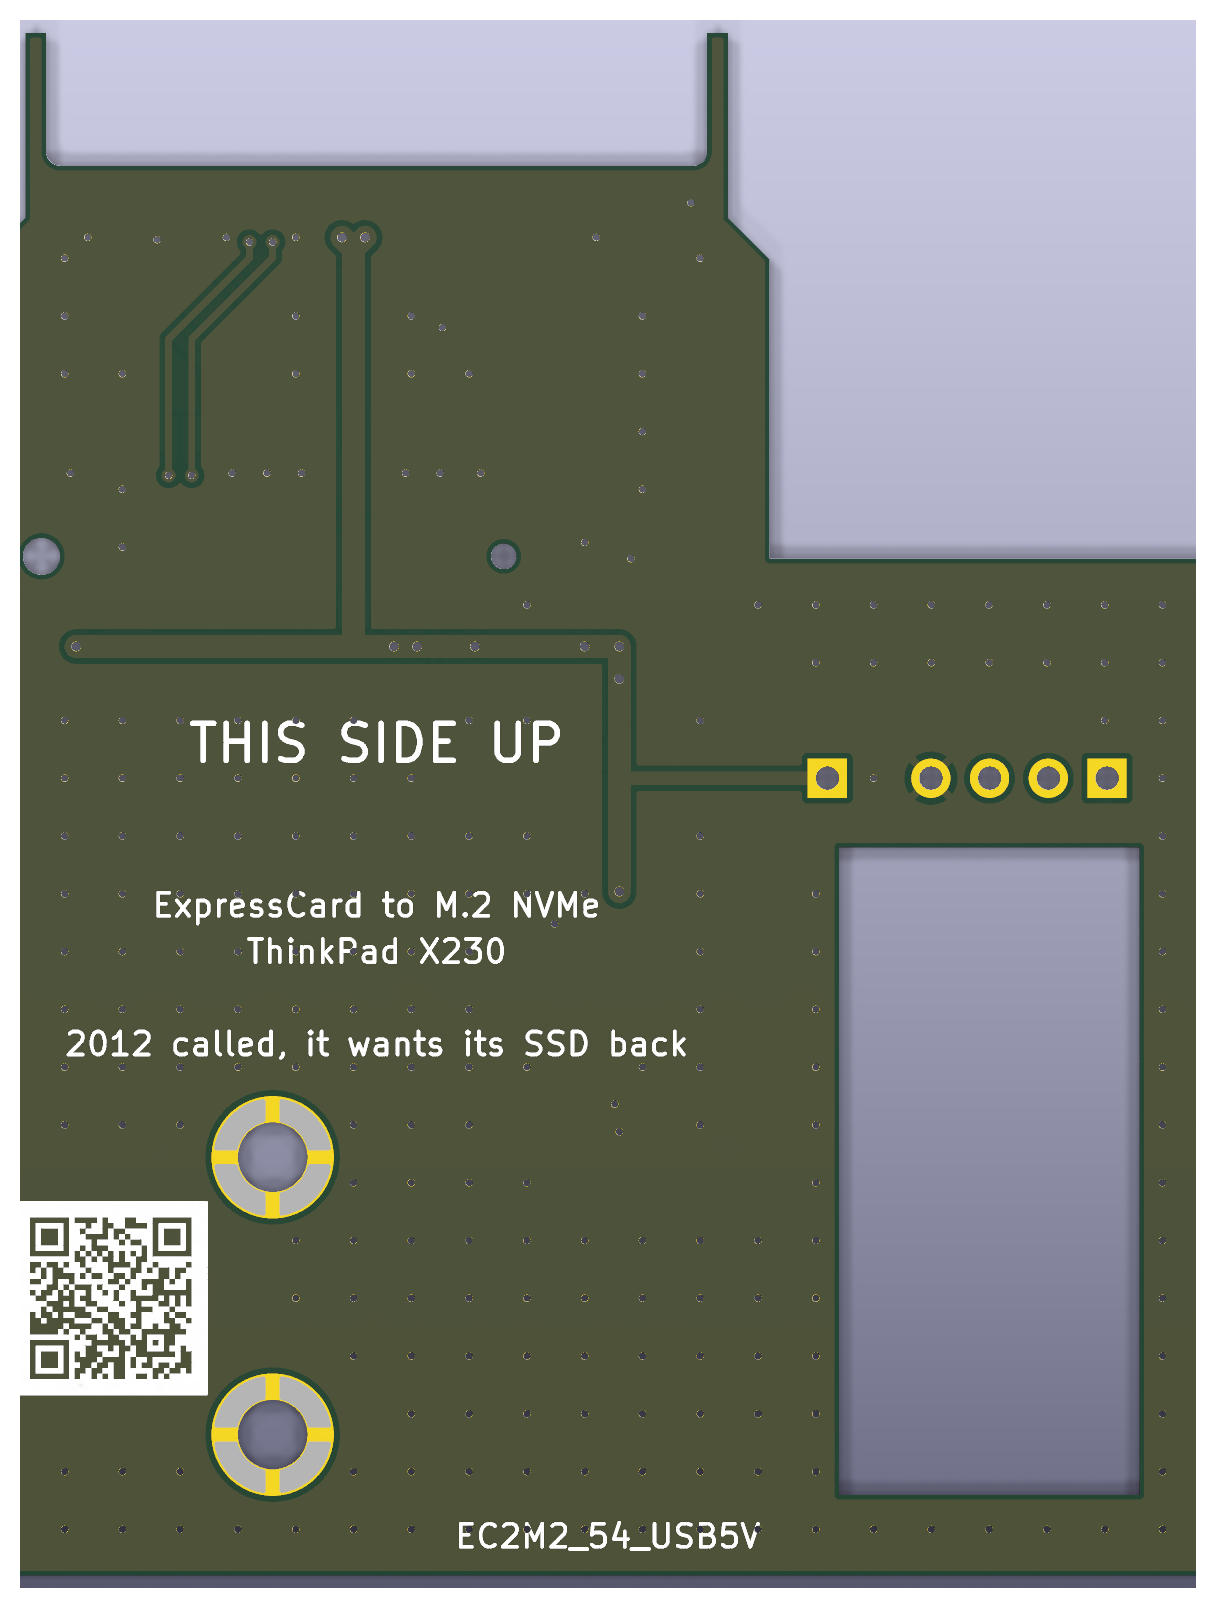 THIS SIDE UP
ExpressCard to M.2 NVMe
ThinkPad X230
2012 called, it wants its SSD back
EC2M2_54_USB5V